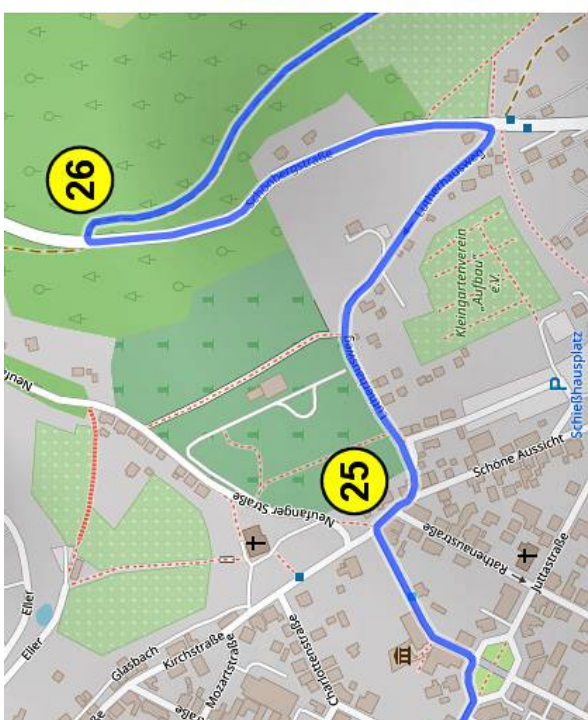 26
Schönbergstraße
Lutherhausweg
Kleingartenverein
„Aufbau"
e.V.
Schießhausplatz
P
Lutherhausweg
25
Schöne Aussicht
Neufanger Straße
Rathenaustraße
Juttastraße
Eller
Eller
Glasbach
Kirchstraße
Mozartstraße
Charlottenstraße